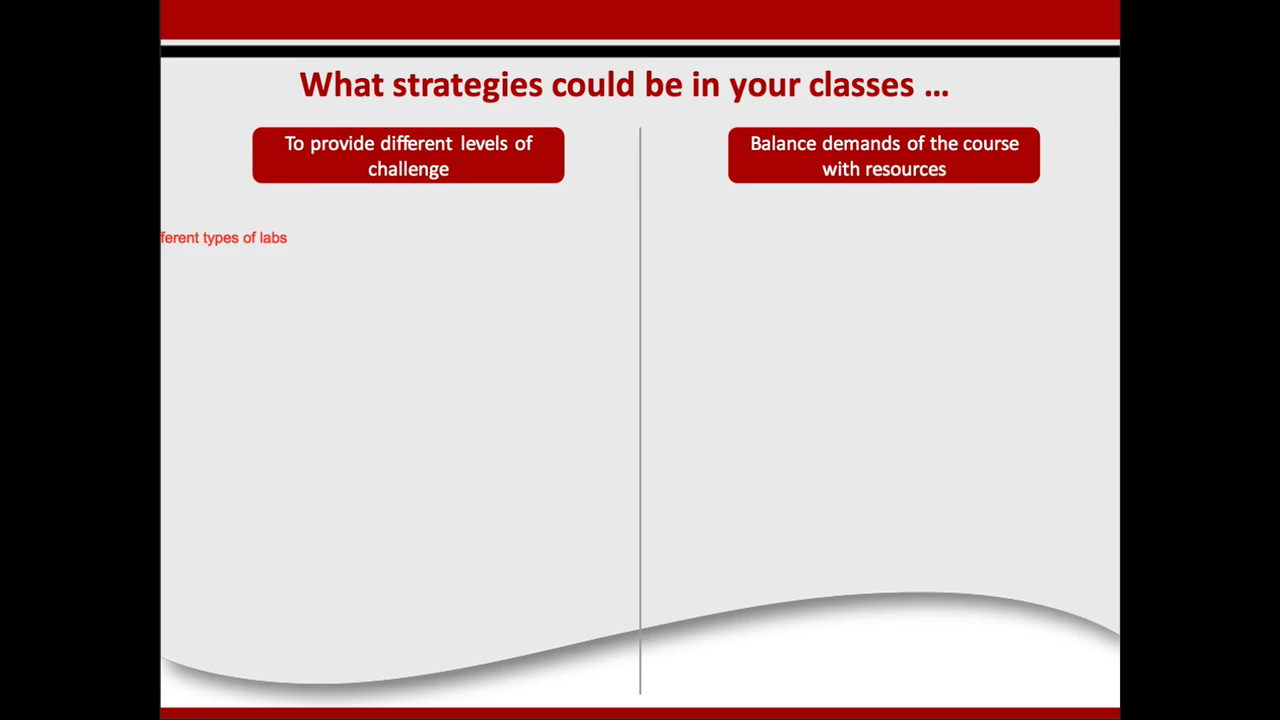 What strategies could be in your classes ...
To provide different levels of
challenge
Balance demands of the course
with resources
ferent types of labs